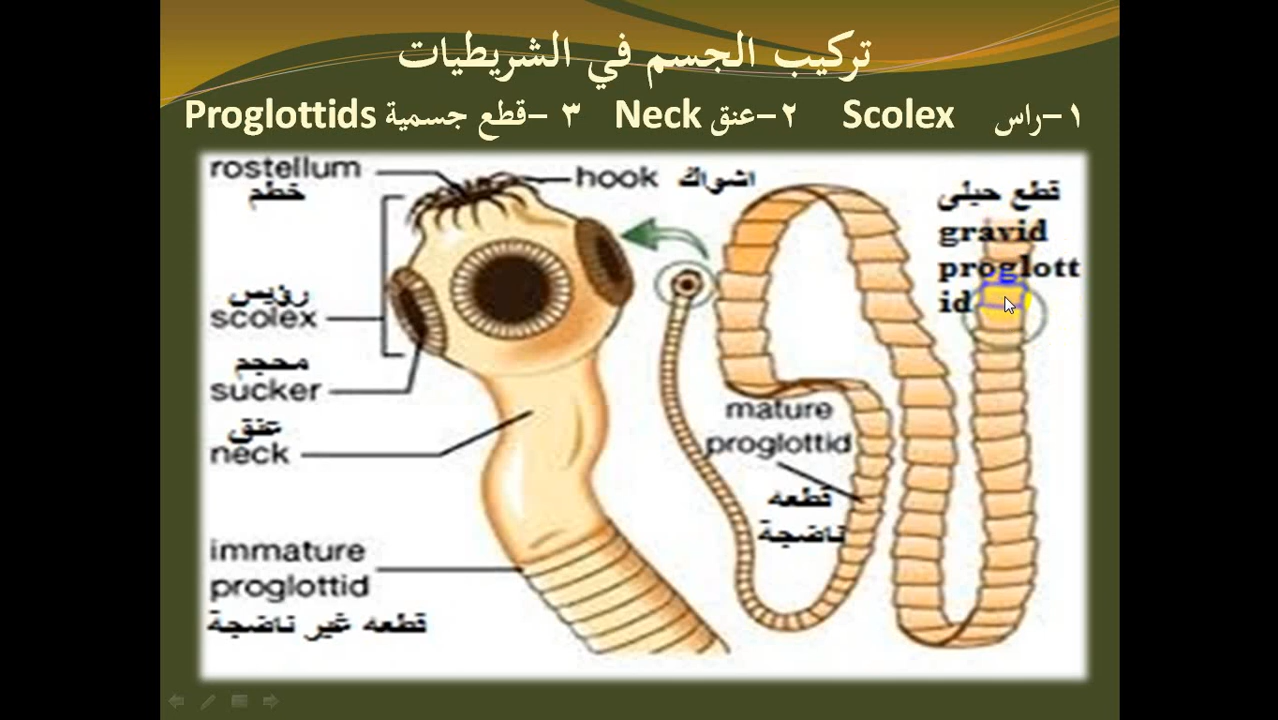 تركيب الجسم في الشريطيات
١ –راس Scolex ٢–عنق Neck ٣ –قطع جسمية Proglottids
rostellum
خطم
hook اشواك
قطع حبلى
gravid
proglott
id
رؤيس
scolex
محجم
sucker
عنق
neck
mature
proglottid
قطعه
ناضجة
immature
proglottid
قطعه غير ناضجة